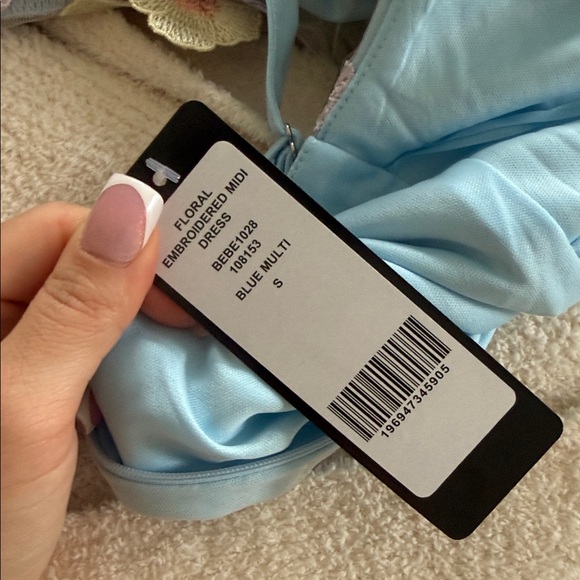 FLORAL
EMBROIDERED MIDI
DRESS
BEBE1028
108153
BLUE MULTI
S
196947345905